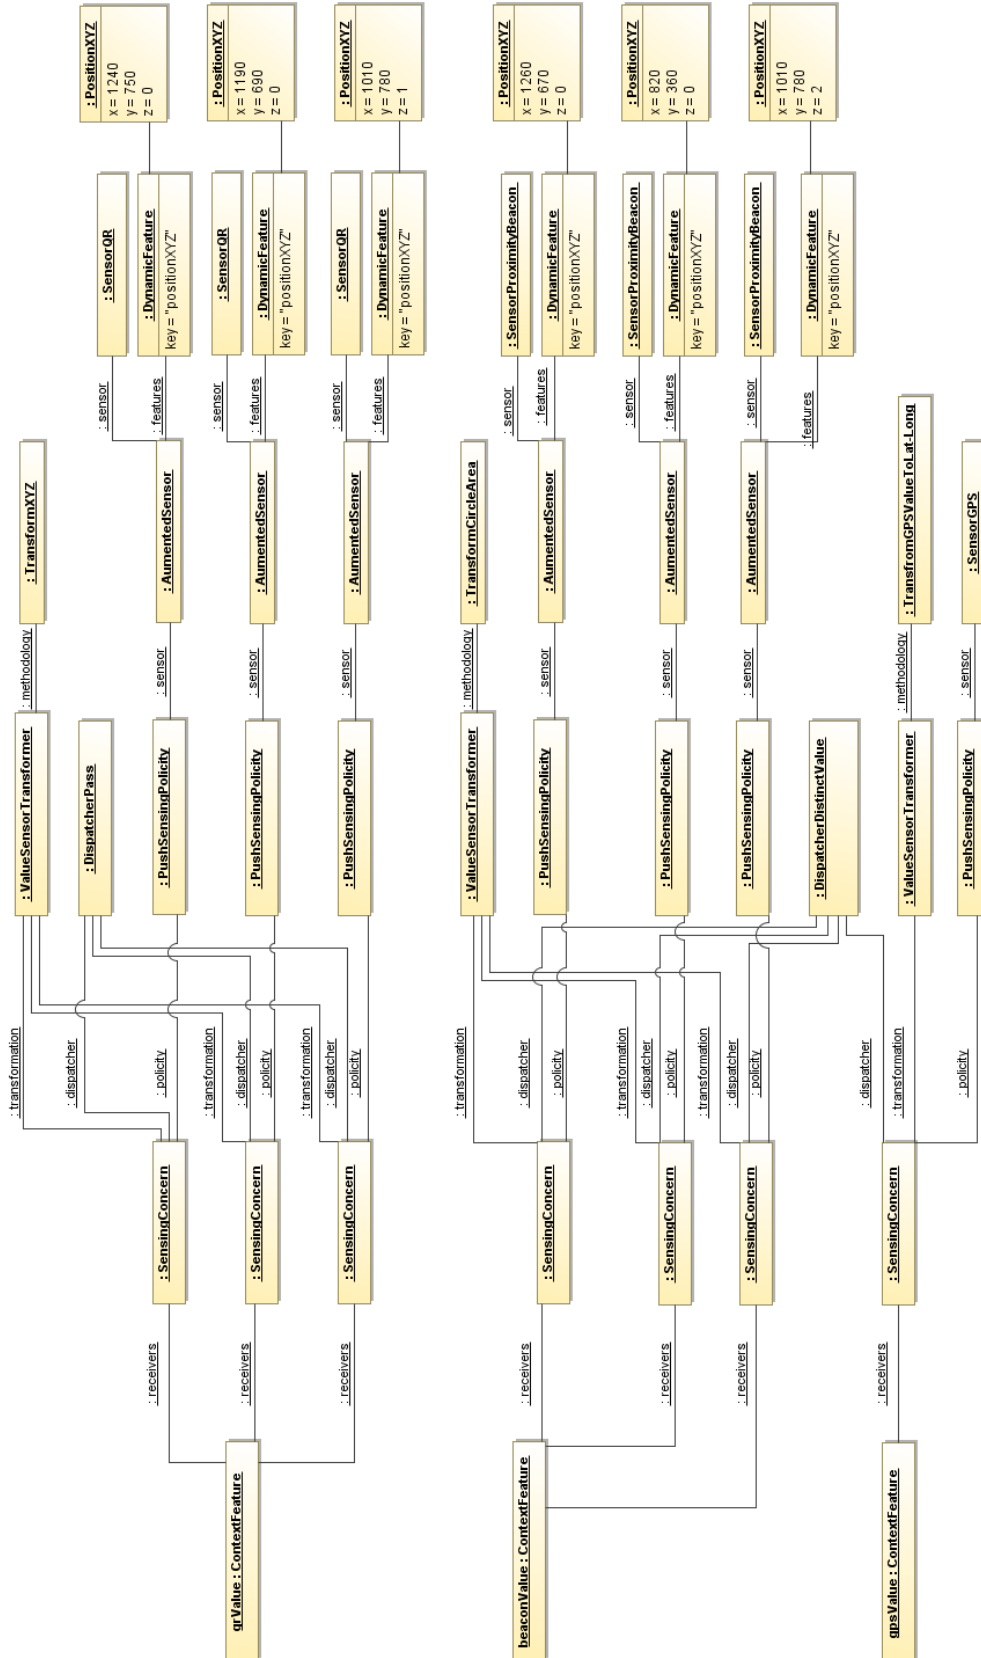 qrValue : ContextFeature
: receivers
: receivers
: receivers
: SensingConcern
: SensingConcern
: SensingConcern
: transformation
: dispatcher
: policity
: transformation
: dispatcher
: policity
: transformation
: dispatcher
: policity
: ValueSensorTransformer
: DispatcherPass
: PushSensingPolicity
: PushSensingPolicity
: PushSensingPolicity
: methodology
: sensor
: sensor
: sensor
: TransformXYZ
: AumentedSensor
: AumentedSensor
: AumentedSensor
: sensor
: features
: sensor
: features
: sensor
: features
: SensorQR
: DynamicFeature
key = "positionXYZ"
: SensorQR
: DynamicFeature
key = "positionXYZ"
: SensorQR
: DynamicFeature
key = "positionXYZ"
: PositionXYZ
x = 1240
y = 750
z = 0
: PositionXYZ
x = 1190
y = 690
z = 0
: PositionXYZ
x = 1010
y = 780
z = 1
beaconValue : ContextFeature
: receivers
: receivers
: receivers
: SensingConcern
: SensingConcern
: SensingConcern
: transformation
: dispatcher
: policity
: transformation
: dispatcher
: policity
: transformation
: dispatcher
: policity
: ValueSensorTransformer
: PushSensingPolicity
: PushSensingPolicity
: PushSensingPolicity
: DispatcherDistinctValue
: methodology
: sensor
: sensor
: sensor
: TransformCircleArea
: AumentedSensor
: AumentedSensor
: AumentedSensor
: sensor
: features
: sensor
: features
: sensor
: features
: SensorProximityBeacon
: DynamicFeature
key = "positionXYZ"
: SensorProximityBeacon
: DynamicFeature
key = "positionXYZ"
: SensorProximityBeacon
: DynamicFeature
key = "positionXYZ"
: PositionXYZ
x = 1260
y = 670
z = 0
: PositionXYZ
x = 820
y = 360
z = 0
: PositionXYZ
x = 1010
y = 780
z = 2
gpsValue : ContextFeature
: receivers
: SensingConcern
: dispatcher
: transformation
: policity
: ValueSensorTransformer
: PushSensingPolicity
: methodology
: sensor
: TransfromGPSValueToLat-Long
: SensorGPS